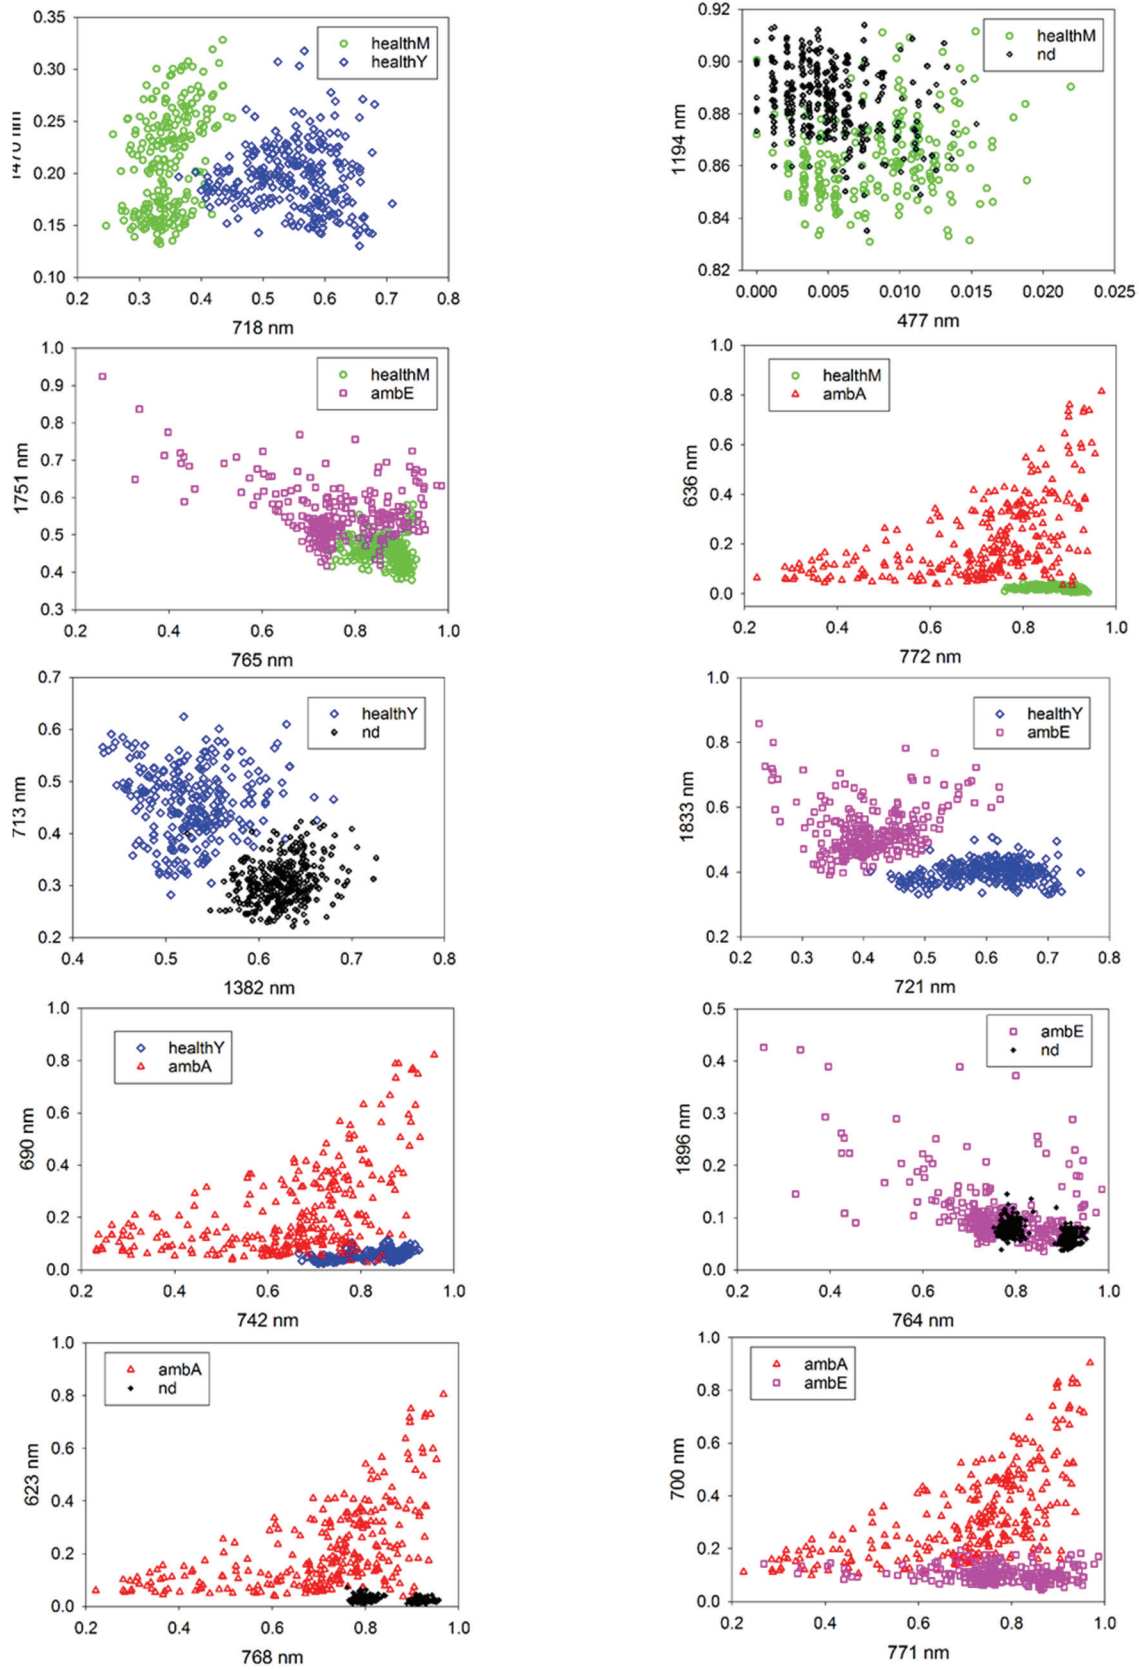 0.35
0.30
0.25
0.20
0.15
0.10
1470 nm
healthM
healthY
0.2 0.3 0.4 0.5 0.6 0.7 0.8
718 nm
0.92
0.90
0.88
0.86
0.84
0.82
1194 nm
healthM
nd
0.000 0.005 0.010 0.015 0.020 0.025
477 nm
1.0
0.9
0.8
0.7
0.6
0.5
0.4
0.3
1751 nm
healthM
ambE
0.2 0.4 0.6 0.8 1.0
765 nm
1.0
0.8
0.6
0.4
0.2
0.0
636 nm
healthM
ambA
0.2 0.4 0.6 0.8 1.0
772 nm
0.7
0.6
0.5
0.4
0.3
0.2
713 nm
healthY
nd
0.4 0.5 0.6 0.7 0.8
1382 nm
1.0
0.8
0.6
0.4
0.2
1833 nm
healthY
ambE
0.2 0.3 0.4 0.5 0.6 0.7 0.8
721 nm
1.0
0.8
0.6
0.4
0.2
0.0
690 nm
healthY
ambA
0.2 0.4 0.6 0.8 1.0
742 nm
0.5
0.4
0.3
0.2
0.1
0.0
1896 nm
ambE
nd
0.2 0.4 0.6 0.8 1.0
764 nm
1.0
0.8
0.6
0.4
0.2
0.0
623 nm
ambA
nd
0.2 0.4 0.6 0.8 1.0
768 nm
1.0
0.8
0.6
0.4
0.2
0.0
700 nm
ambA
ambE
0.2 0.4 0.6 0.8 1.0
771 nm